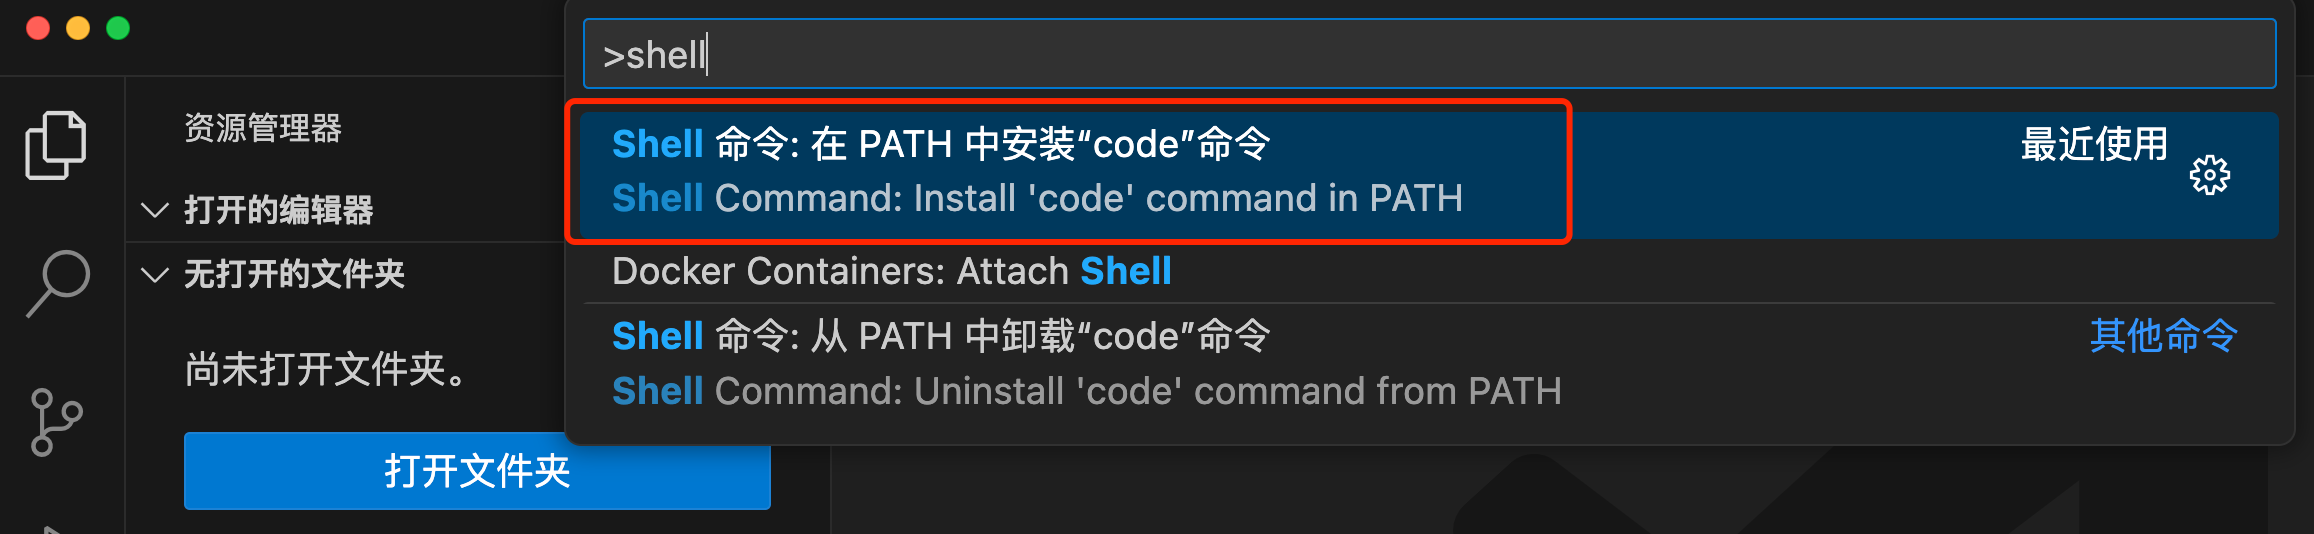 >shell
资源管理器
打开的编辑器
无打开的文件夹
尚未打开文件夹。
打开文件夹
Shell 命令: 在 PATH 中安装“code”命令
最近使用
Shell Command: Install 'code' command in PATH
Docker Containers: Attach Shell
Shell 命令: 从 PATH 中卸载“code”命令
其他命令
Shell Command: Uninstall 'code' command from PATH